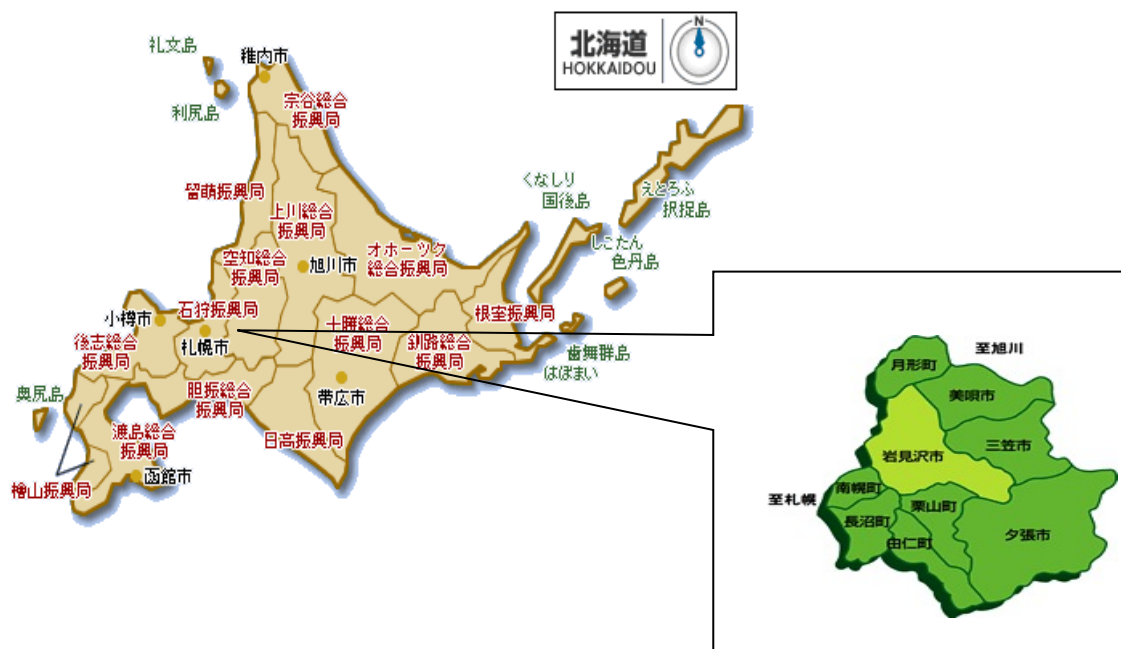 北海道
HOKKAIDOU
N
礼文島
稚内市
利尻島
宗谷総合
振興局
留萌振興局
上川総合
振興局
くなしり
国後島
えとろふ
択捉島
しこたん
色丹島
空知総合
振興局
旭川市
オホーツク
総合振興局
石狩振興局
小樽市
札幌市
後志総合
振興局
十勝総合
振興局
釧路総合
振興局
根室振興局
歯舞群島
はぼまい
奥尻島
胆振総合
振興局
帯広市
渡島総合
振興局
日高振興局
函館市
檜山振興局
月形町
至旭川
美唄市
三笠市
岩見沢市
南幌町
至札幌
栗山町
長沼町
由仁町
夕張市